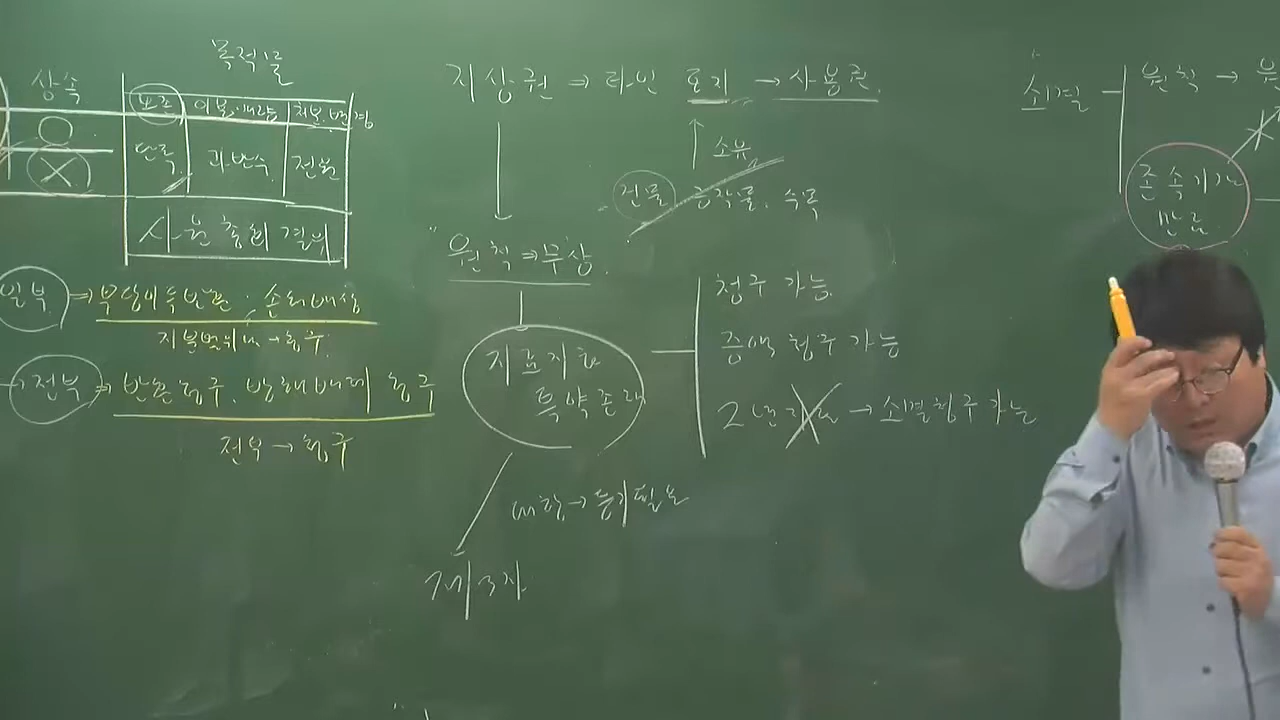 목적물
상속
보존 이용·개량 처분·변경
단독 과반수 전원
사원총회 결의
일부 ⇒ 부당이득반환·손해배상
지분범위내 → 청구
→ 전부 ⇒ 반환청구, 방해배제 청구
전부 → 청구
지상권 ⇒ 타인 토지 → 사용권
소유
건물 공작물, 수목
원칙 ⇒ 무상
지료지급
특약존재
청구 가능
증액 청구 가능
2년 → 소멸청구 가능
대항 → 등기필요
제3자
소멸
원칙 →
존속기간
만료